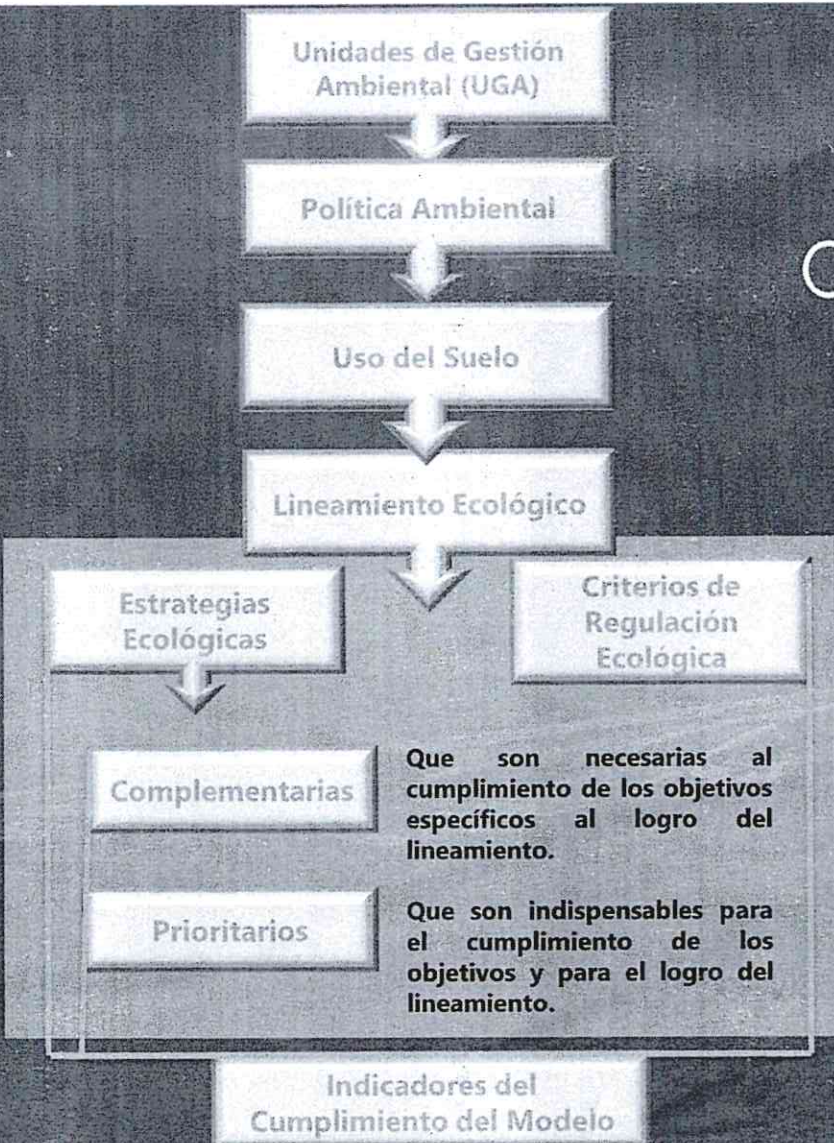 Unidades de Gestión
Ambiental (UGA)
Política Ambiental
Uso del Suelo
Lineamiento Ecológico
Estrategias
Ecológicas
Criterios de
Regulación
Ecológica
Complementarias
Que son necesarias al
cumplimiento de los objetivos
específicos al logro del
lineamiento.
Prioritarios
Que son indispensables para
el cumplimiento de los
objetivos y para el logro del
lineamiento.
Indicadores del
Cumplimiento del Modelo